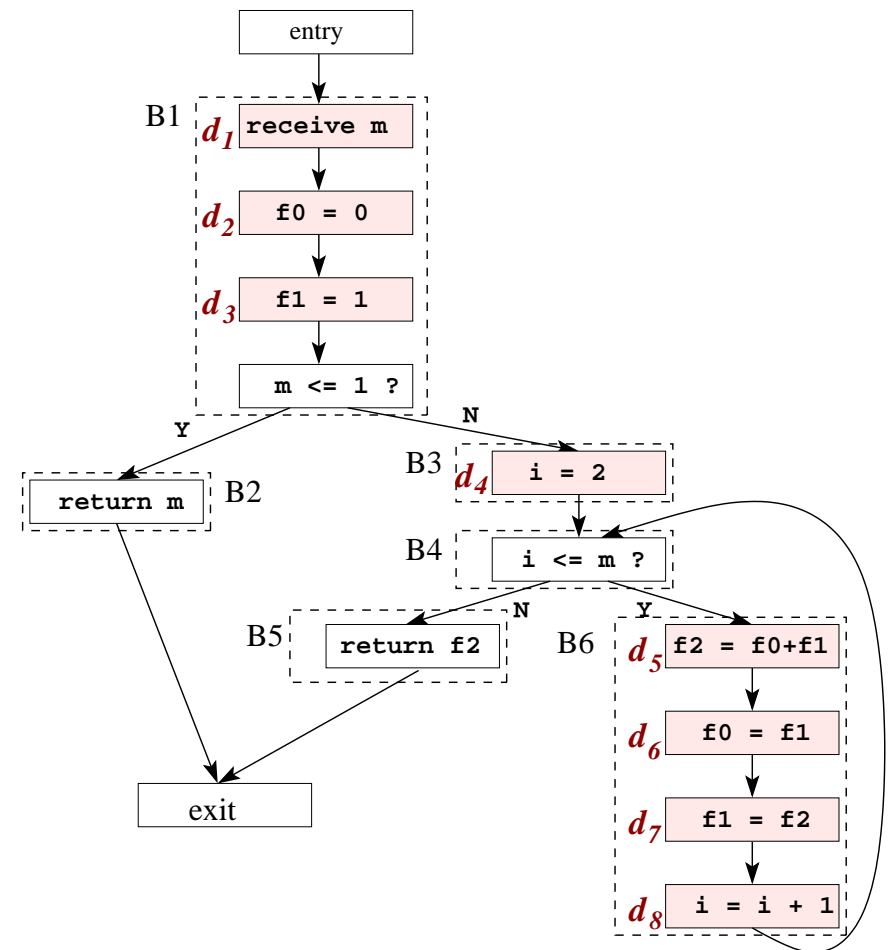 entry
B1
d1 receive m
d2 f0 = 0
d3 f1 = 1
m <= 1 ?
Y
N
B2
return m
B3
d4 i = 2
B4
i <= m ?
N
Y
B5
return f2
B6
d5 f2 = f0+f1
d6 f0 = f1
d7 f1 = f2
d8 i = i + 1
exit